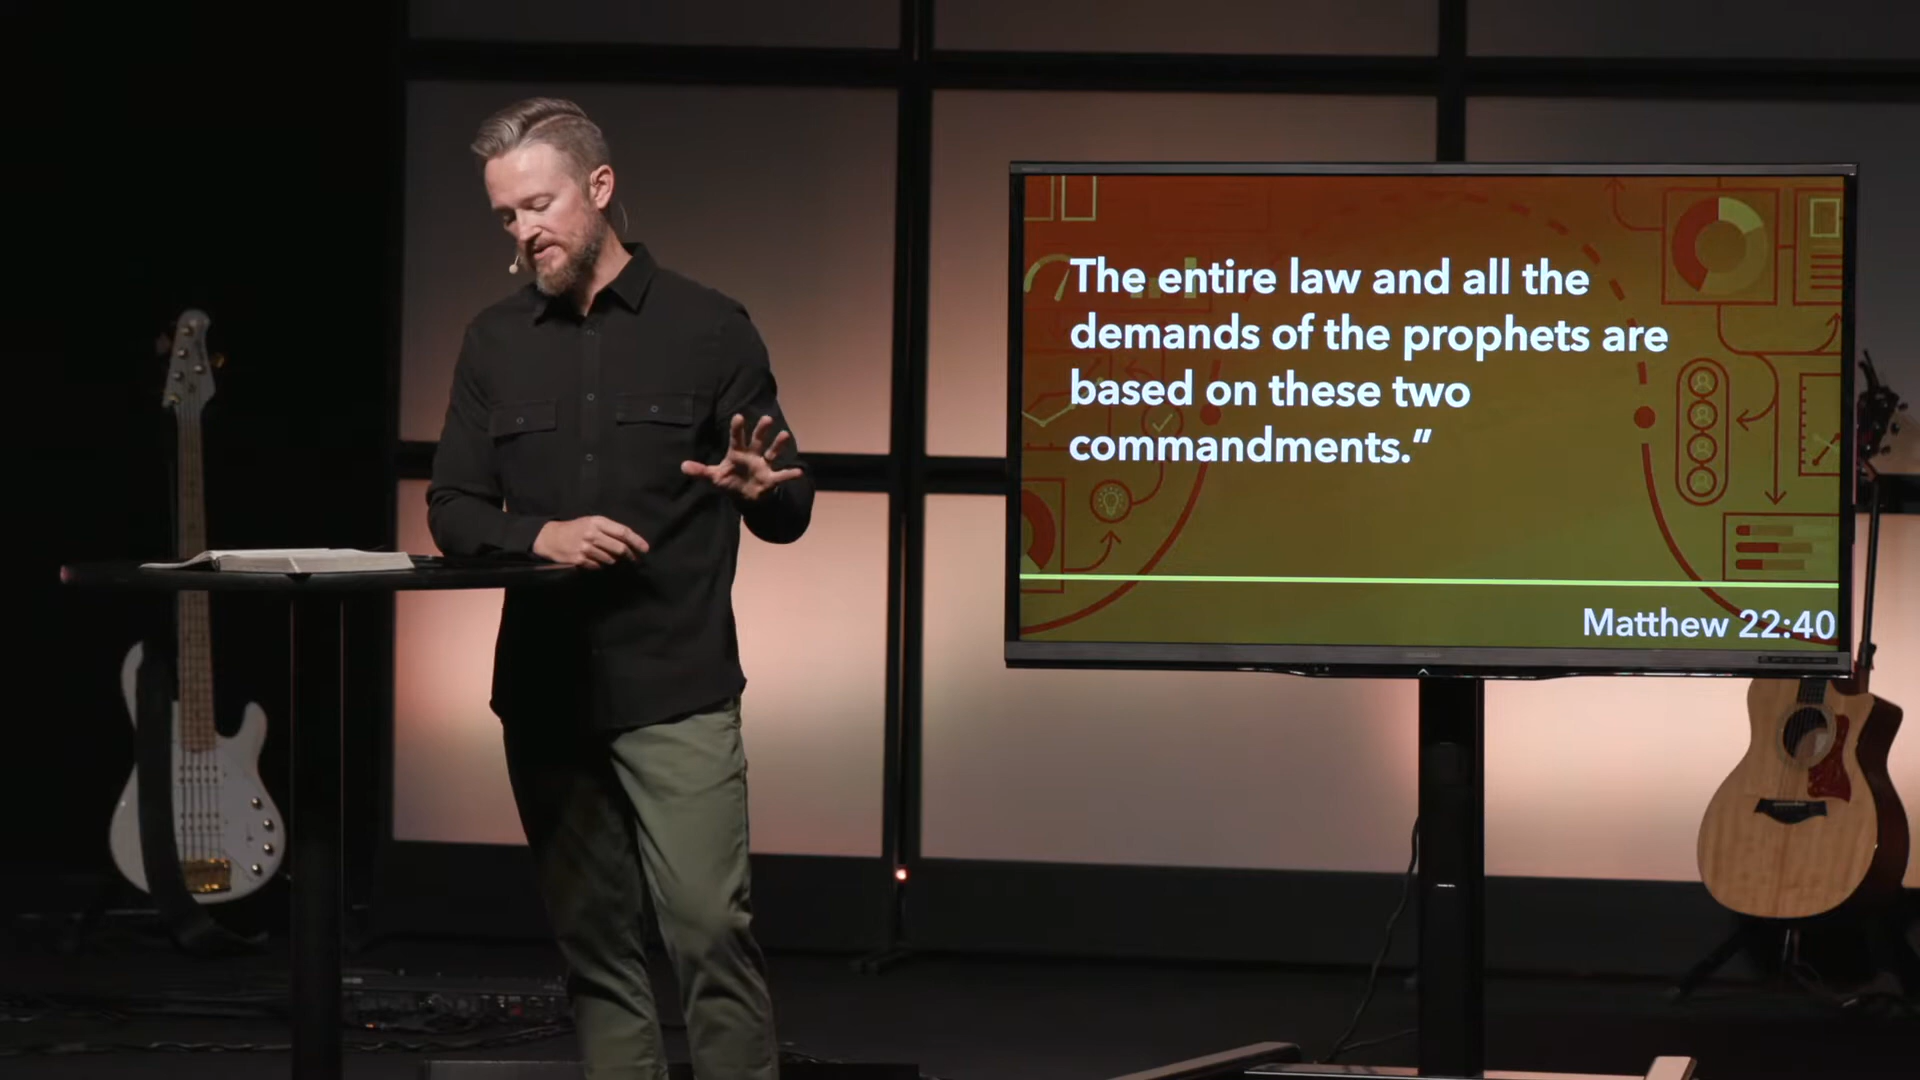 The entire law and all the
demands of the prophets are
based on these two
commandments.”
Matthew 22:40